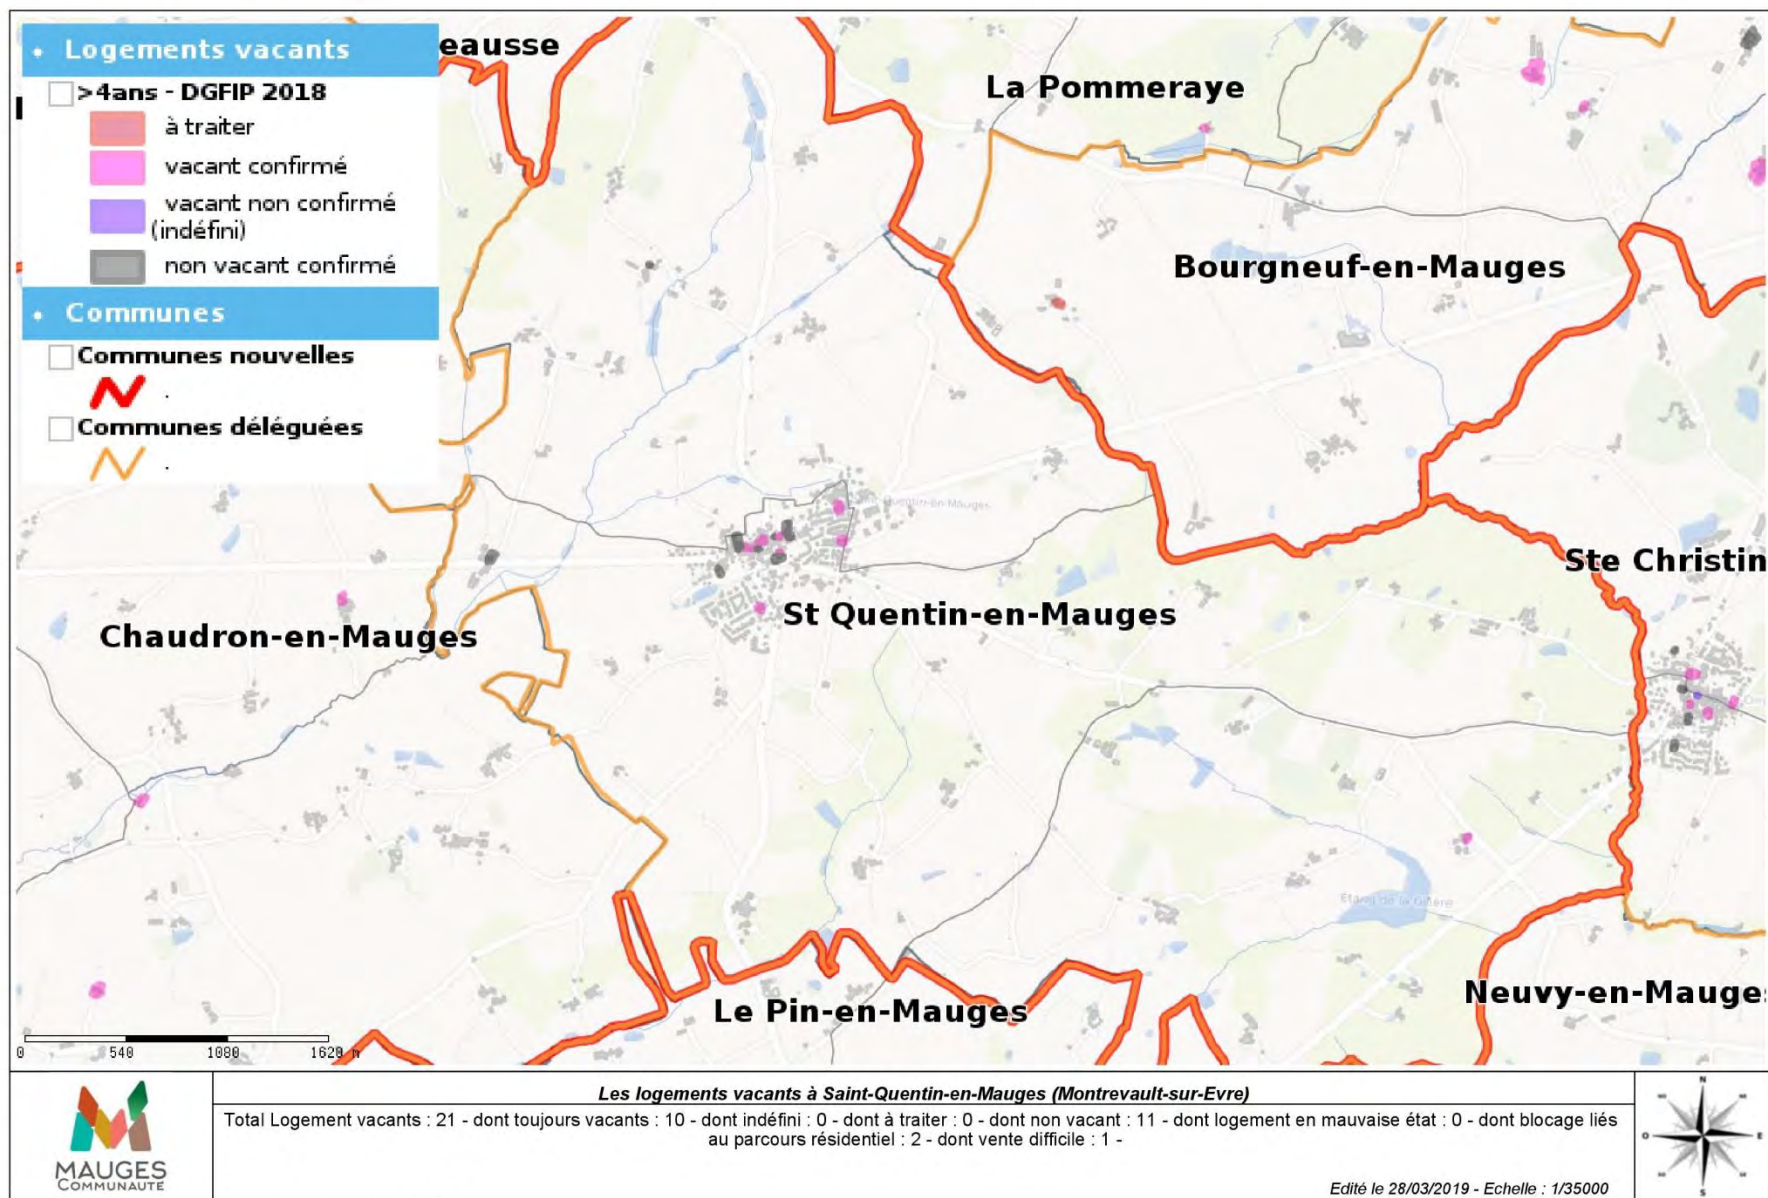 • Logements vacants
>4ans - DGFIP 2018
à traiter
vacant confirmé
vacant non confirmé
(indéfini)
non vacant confirmé
• Communes
Communes nouvelles
.
Communes déléguées
.
eausse
La Pommeraye
Bourgneuf-en-Mauges
Ste Christin
St Quentin-en-Mauges
Chaudron-en-Mauges
Etang de la Gilière
Neuvy-en-Mauges
Le Pin-en-Mauges
0 540 1080 1620 m
MAUGES
COMMUNAUTÉ
Les logements vacants à Saint-Quentin-en-Mauges (Montrevault-sur-Evre)
Total Logement vacants : 21 - dont toujours vacants : 10 - dont indéfini : 0 - dont à traiter : 0 - dont non vacant : 11 - dont logement en mauvaise état : 0 - dont blocage liés
au parcours résidentiel : 2 - dont vente difficile : 1 -
Edité le 28/03/2019 - Echelle : 1/35000
N
O E
S